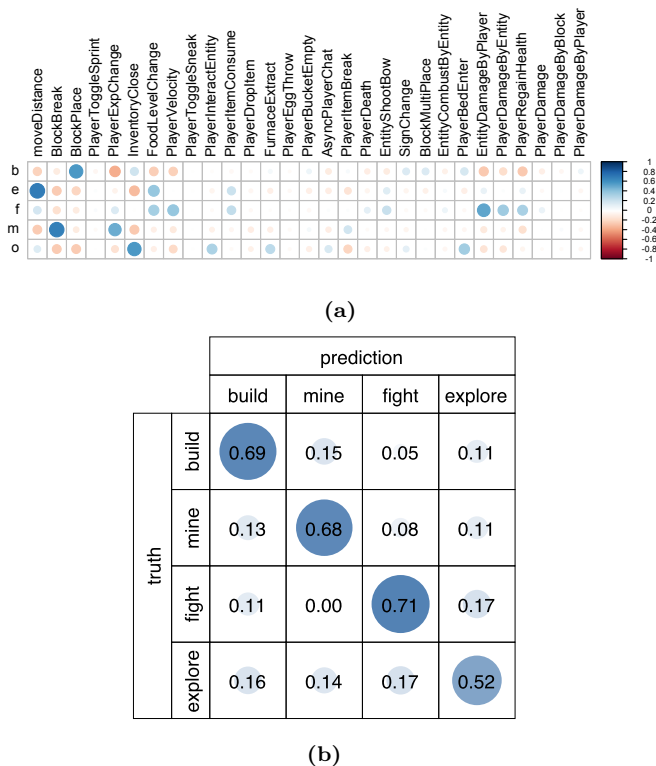 moveDistance
BlockBreak
BlockPlace
PlayerToggleSprint
PlayerExpChange
InventoryClose
FoodLevelChange
PlayerVelocity
PlayerToggleSneak
PlayerInteractEntity
PlayerItemConsume
PlayerDropItem
FurnaceExtract
PlayerEggThrow
PlayerBucketEmpty
AsyncPlayerChat
PlayerItemBreak
PlayerDeath
EntityShootBow
SignChange
BlockMultiPlace
EntityCombustByEntity
PlayerBedEnter
EntityDamageByPlayer
PlayerDamageByEntity
PlayerRegainHealth
PlayerDamage
PlayerDamageByBlock
PlayerDamageByPlayer
b
e
f
m
o
1
0.8
0.6
0.4
0.2
0
-0.2
-0.4
-0.6
-0.8
-1
(a)
prediction
build mine fight explore
truth
build 0.69 0.15 0.05 0.11
mine 0.13 0.68 0.08 0.11
fight 0.11 0.00 0.71 0.17
explore 0.16 0.14 0.17 0.52
(b)